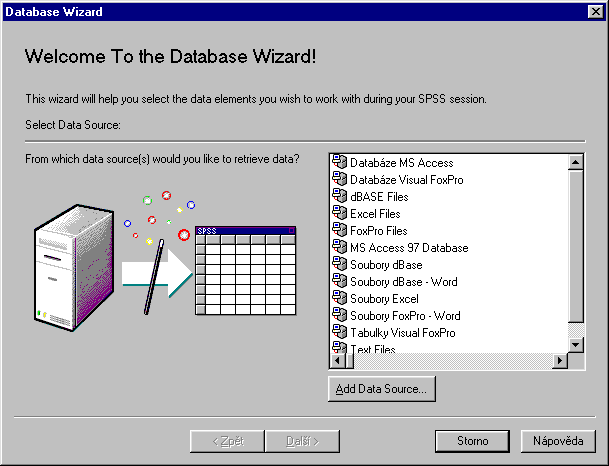 Database Wizard
Welcome To the Database Wizard!
This wizard will help you select the data elements you wish to work with during your SPSS session.
Select Data Source:
From which data source(s) would you like to retrieve data?
SPSS
Databáze MS Access
Databáze Visual FoxPro
dBASE Files
Excel Files
FoxPro Files
MS Access 97 Database
Soubory dBase
Soubory dBase - Word
Soubory Excel
Soubory FoxPro - Word
Tabulky Visual FoxPro
Text Files
Add Data Source...
< Zpět
Další >
Storno
Nápověda